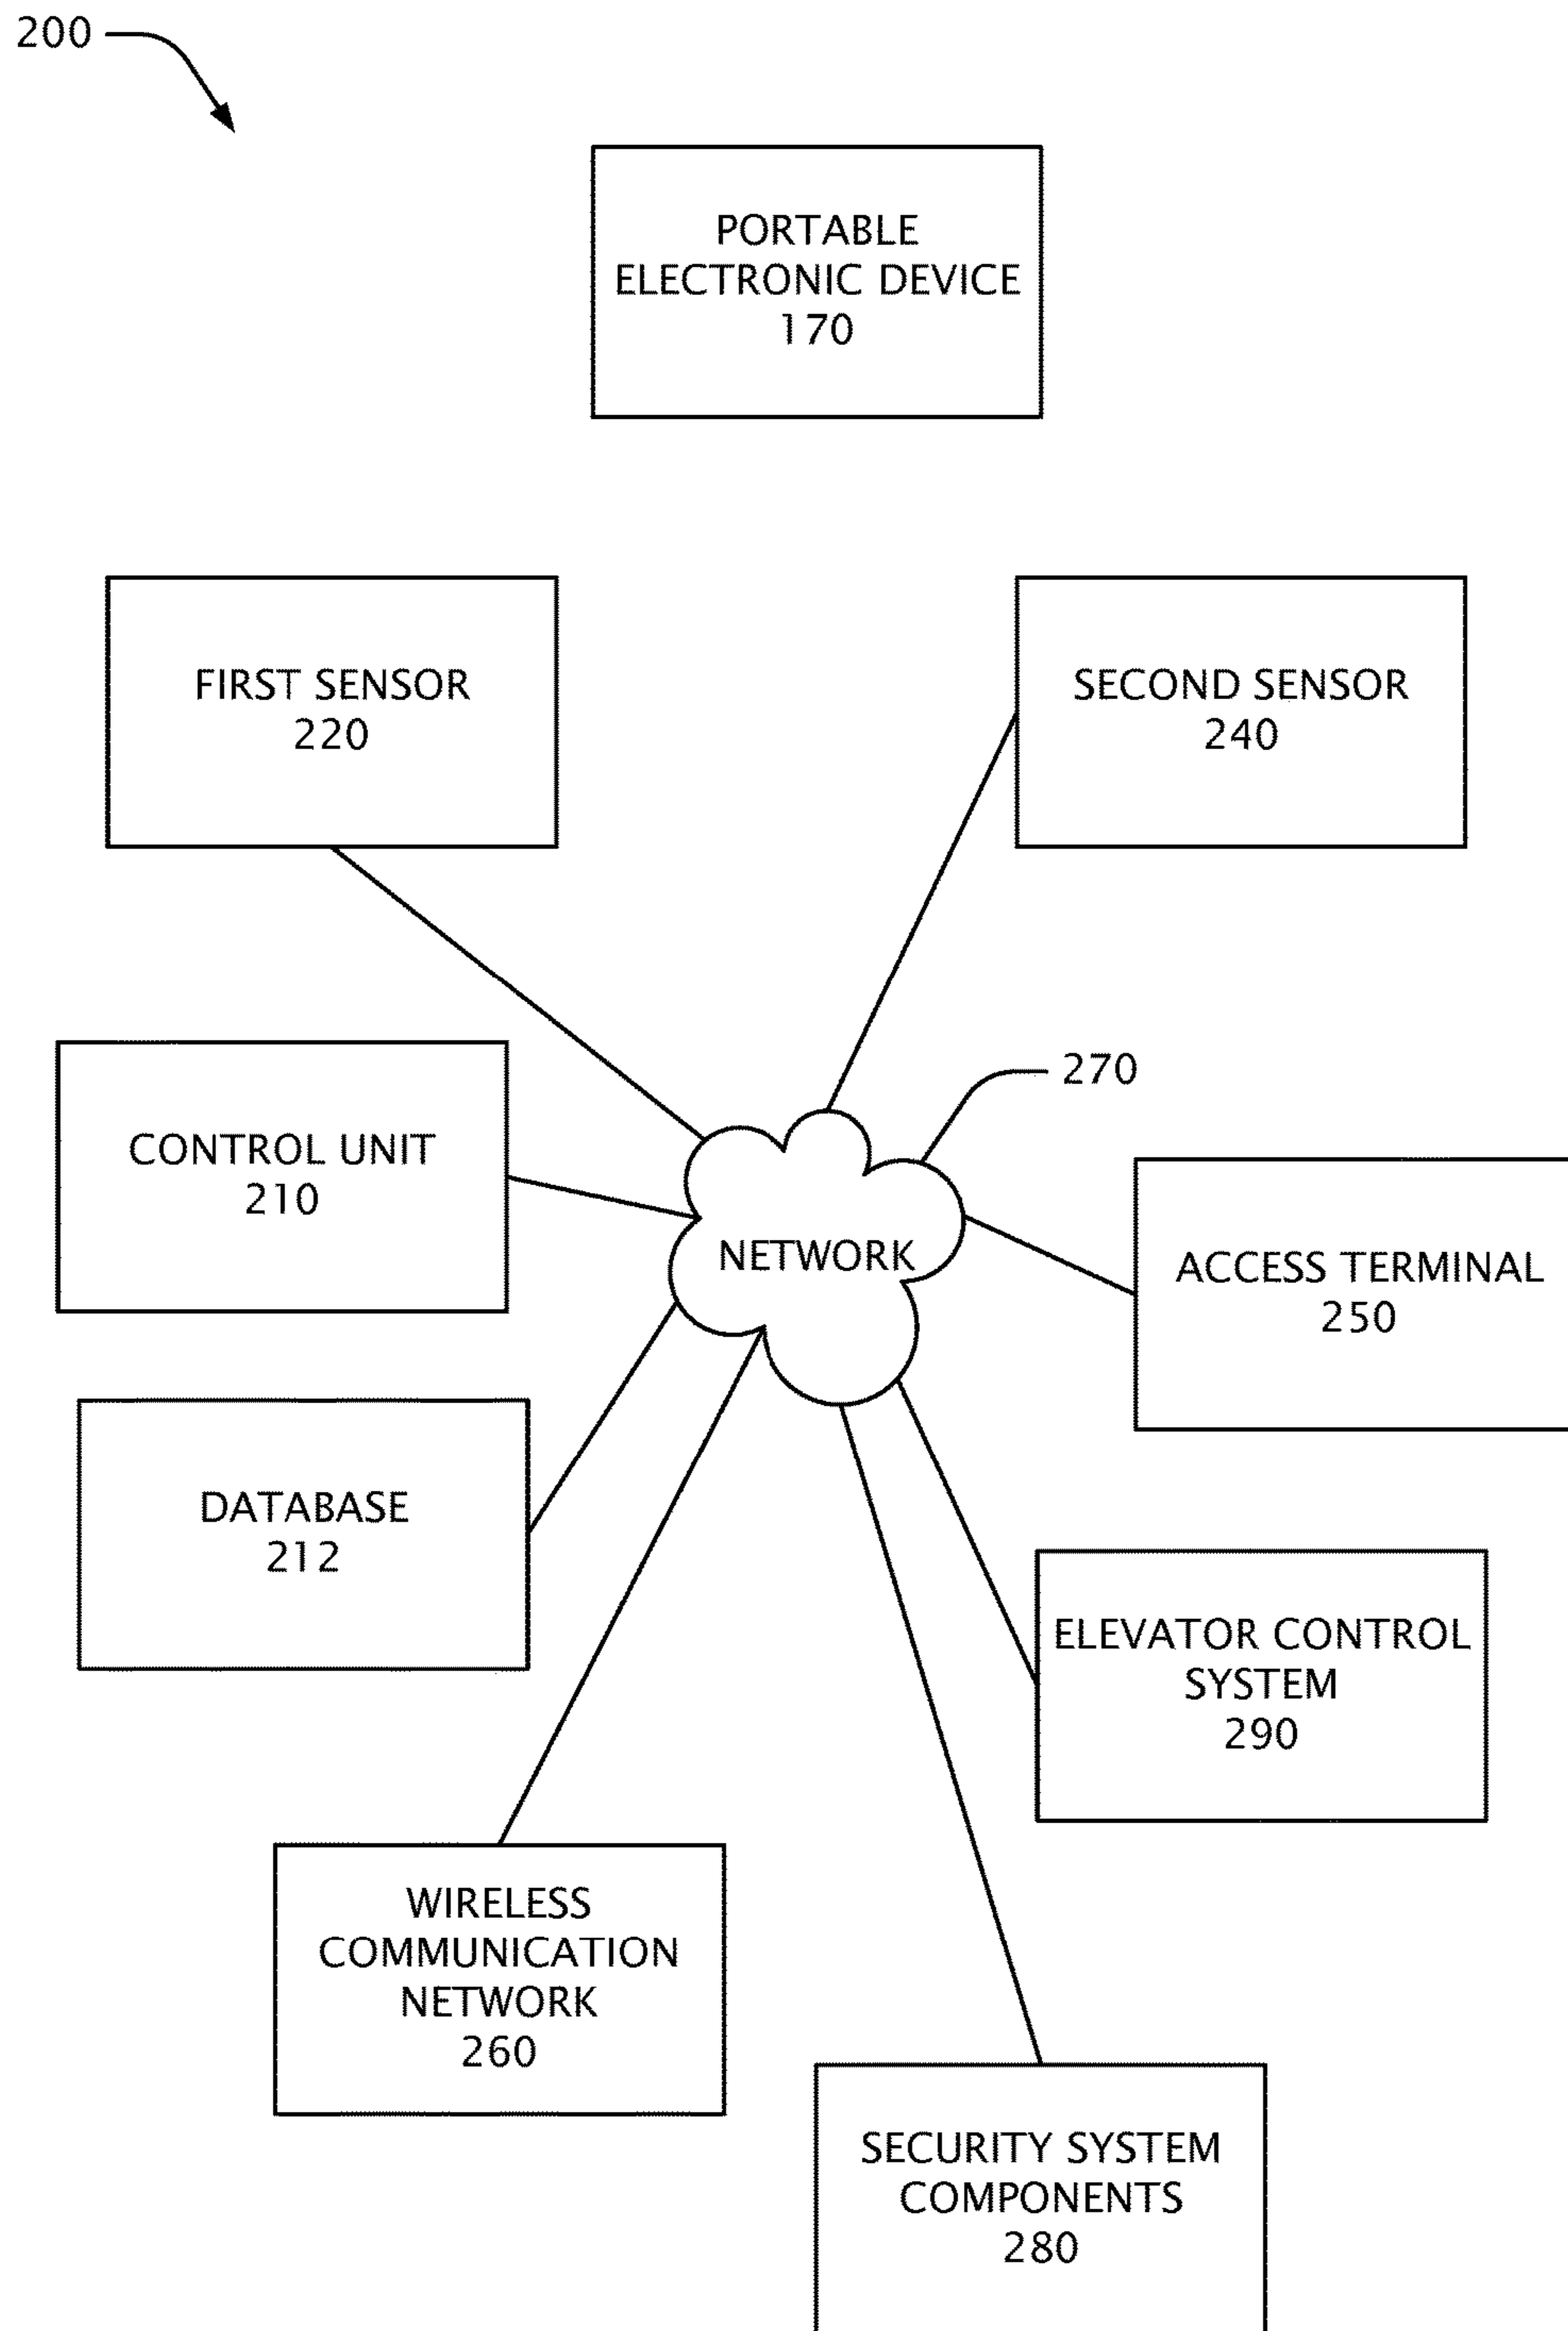 200
PORTABLE
ELECTRONIC DEVICE
170
FIRST SENSOR
220
SECOND SENSOR
240
270
CONTROL UNIT
210
NETWORK
ACCESS TERMINAL
250
DATABASE
212
ELEVATOR CONTROL
SYSTEM
290
WIRELESS
COMMUNICATION
NETWORK
260
SECURITY SYSTEM
COMPONENTS
280